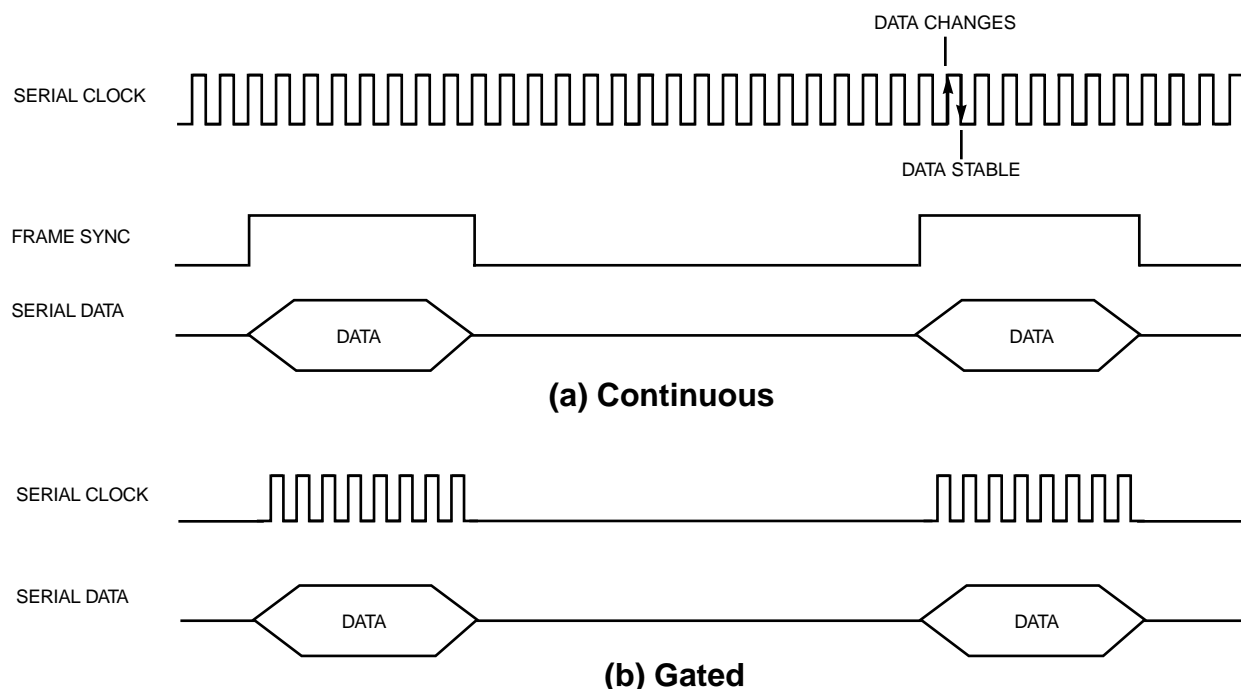 DATA CHANGES
SERIAL CLOCK
DATA STABLE
FRAME SYNC
SERIAL DATA
DATA
DATA
(a) Continuous
SERIAL CLOCK
SERIAL DATA
DATA
DATA
(b) Gated